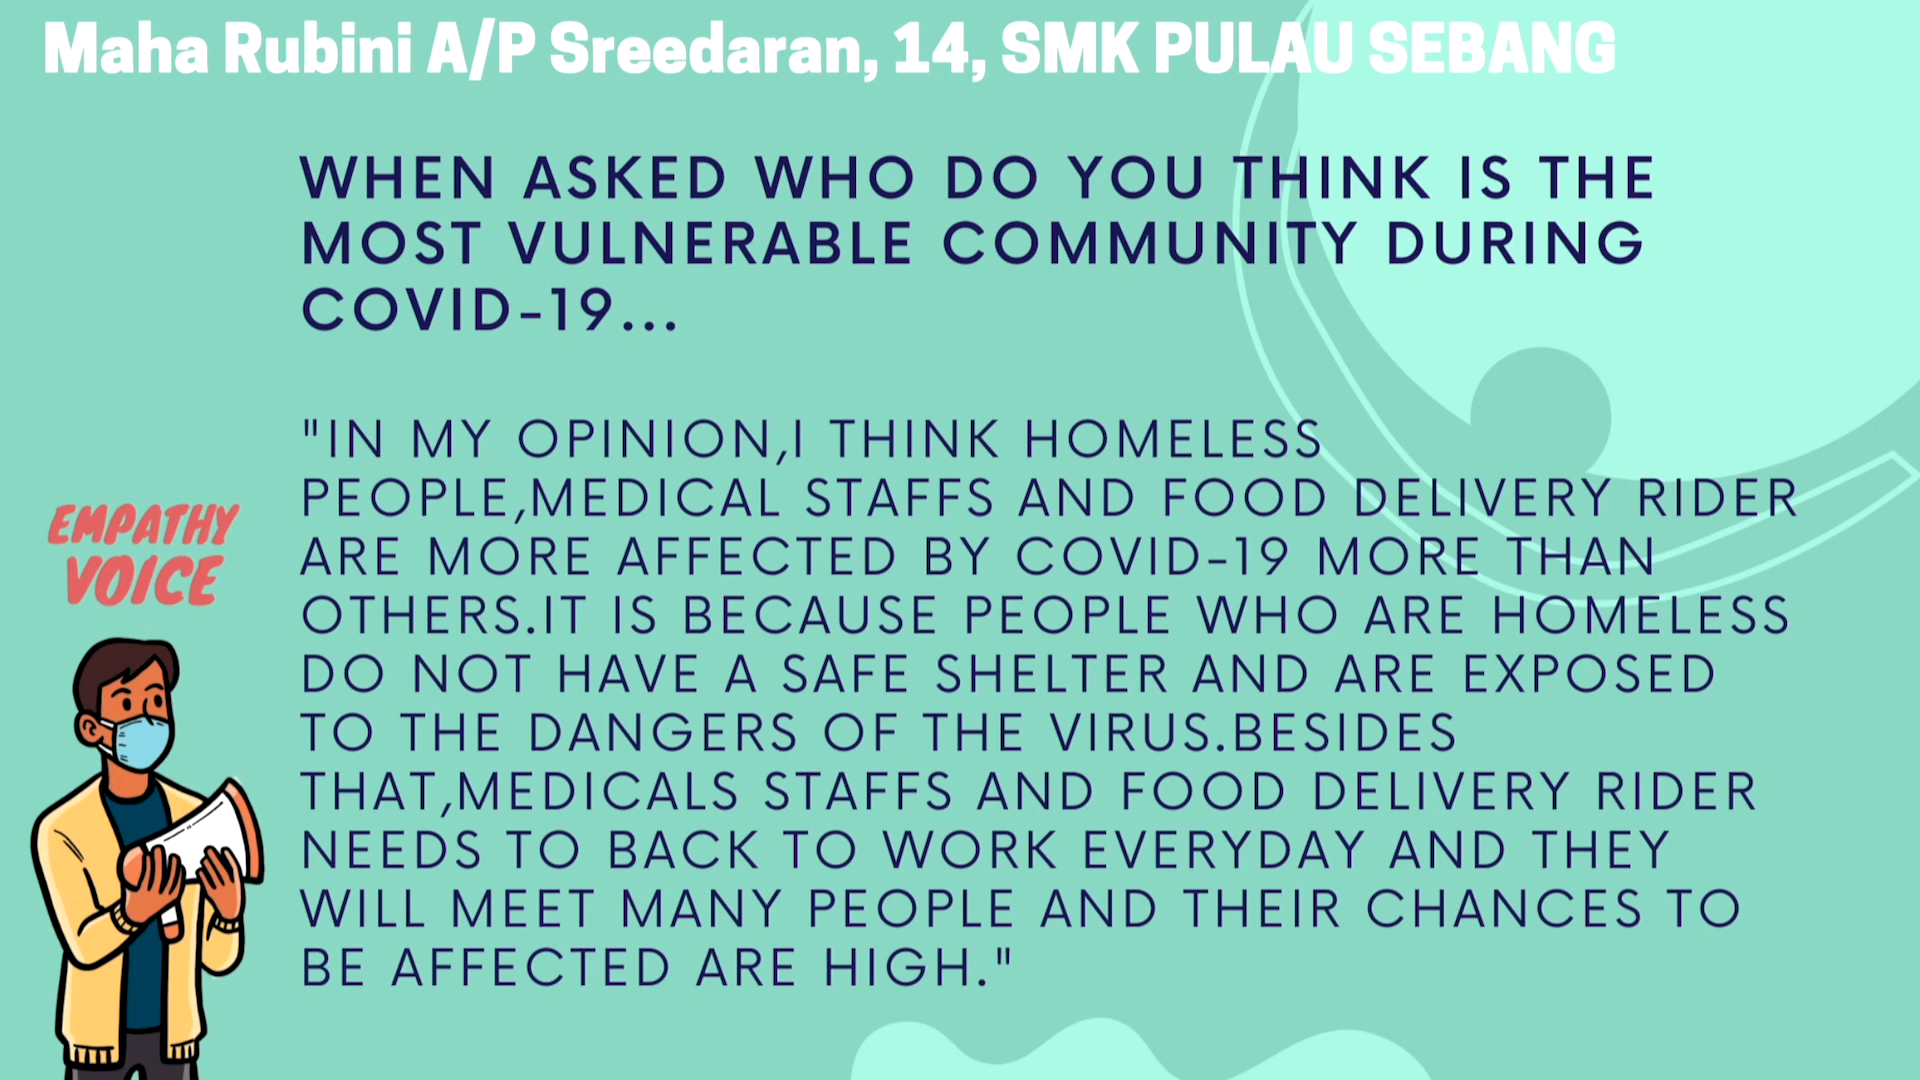 Maha Rubini A/P Sreedaran, 14, SMK PULAU SEBANG
WHEN ASKED WHO DO YOU THINK IS THE
MOST VULNERABLE COMMUNITY DURING
COVID-19...
"IN MY OPINION,I THINK HOMELESS
PEOPLE,MEDICAL STAFFS AND FOOD DELIVERY RIDER
ARE MORE AFFECTED BY COVID-19 MORE THAN
OTHERS.IT IS BECAUSE PEOPLE WHO ARE HOMELESS
DO NOT HAVE A SAFE SHELTER AND ARE EXPOSED
TO THE DANGERS OF THE VIRUS.BESIDES
THAT,MEDICALS STAFFS AND FOOD DELIVERY RIDER
NEEDS TO BACK TO WORK EVERYDAY AND THEY
WILL MEET MANY PEOPLE AND THEIR CHANCES TO
BE AFFECTED ARE HIGH."
EMPATHY
VOICE